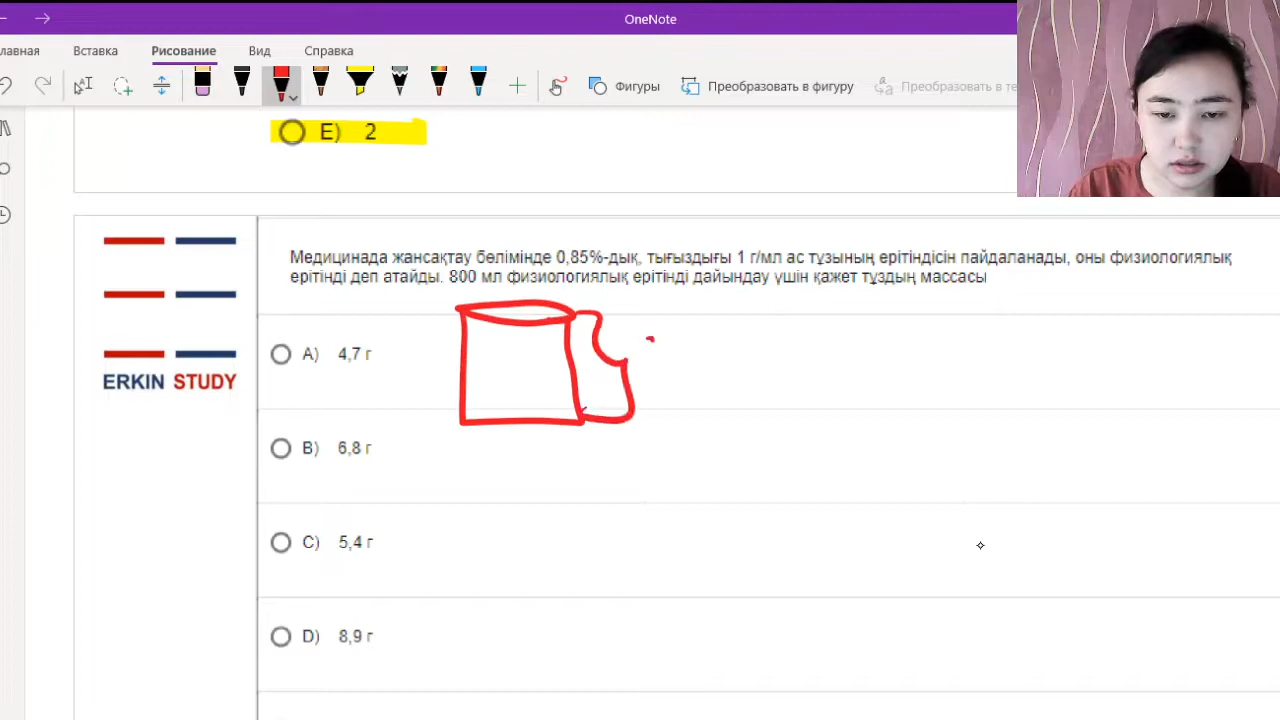 OneNote
лавная Вставка Рисование Вид Справка
Фигуры Преобразовать в фигуру Преобразовать в те
E) 2
Медицинада жансақтау бөлімінде 0,85%-дық, тығыздығы 1 г/мл ас тұзының ерітіндісін пайдаланады, оны физиологиялық
ерітінді деп атайды. 800 мл физиологиялық ерітінді дайындау үшін қажет тұздың массасы
A) 4,7 г
ERKIN STUDY
B) 6,8 г
C) 5,4 г
D) 8,9 г